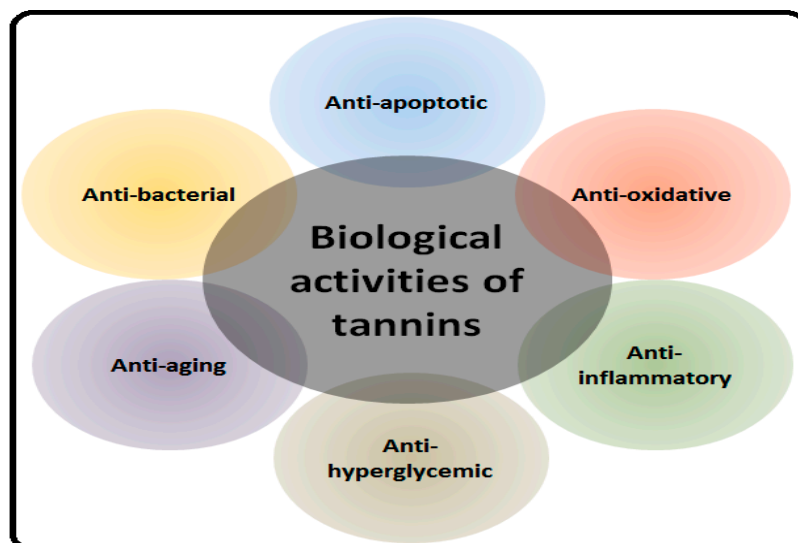 Anti-apoptotic
Anti-bacterial
Anti-oxidative
Biological
activities of
tannins
Anti-aging
Anti-
inflammatory
Anti-
hyperglycemic